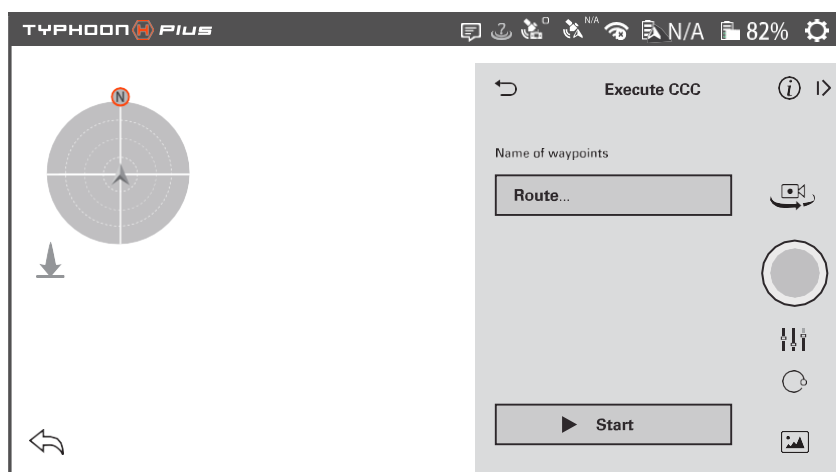 TYPHOON H PLUS N/A N/A 82%
N
Execute CCC
Name of waypoints
Route...
Start